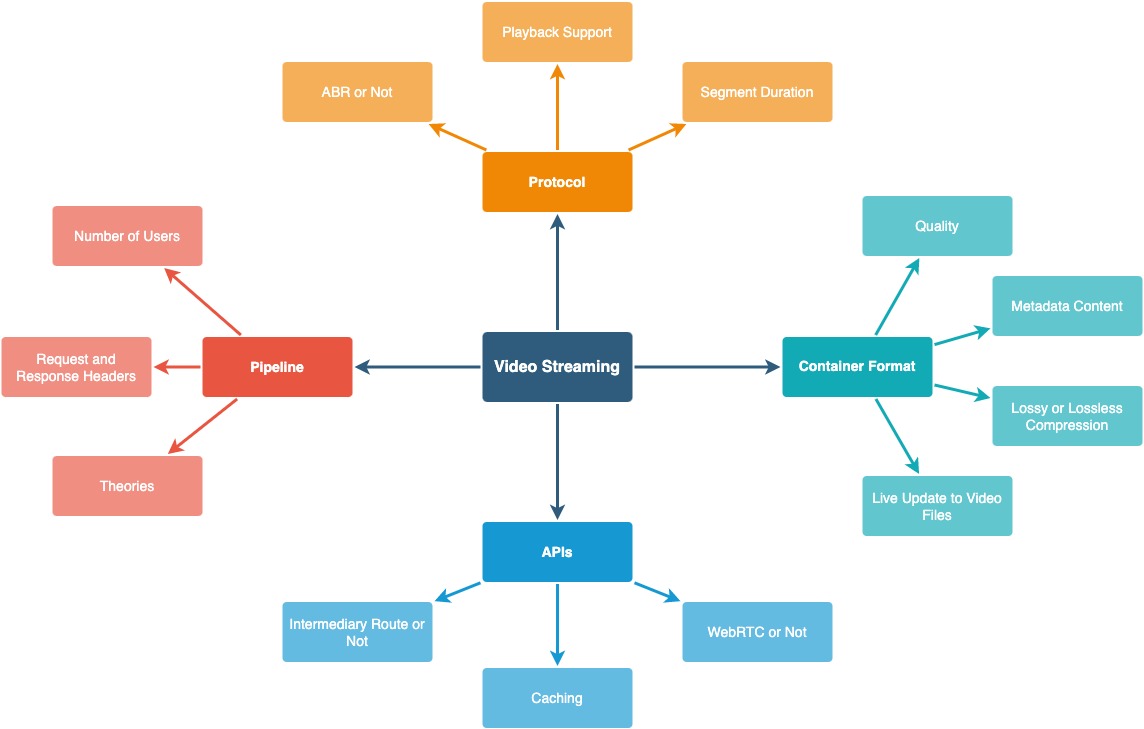 Playback Support
ABR or Not
Segment Duration
Protocol
Number of Users
Quality
Metadata Content
Request and
Response Headers
Pipeline
Video Streaming
Container Format
Lossy or Lossless
Compression
Theories
Live Update to Video
Files
APIs
Intermediary Route or
Not
WebRTC or Not
Caching